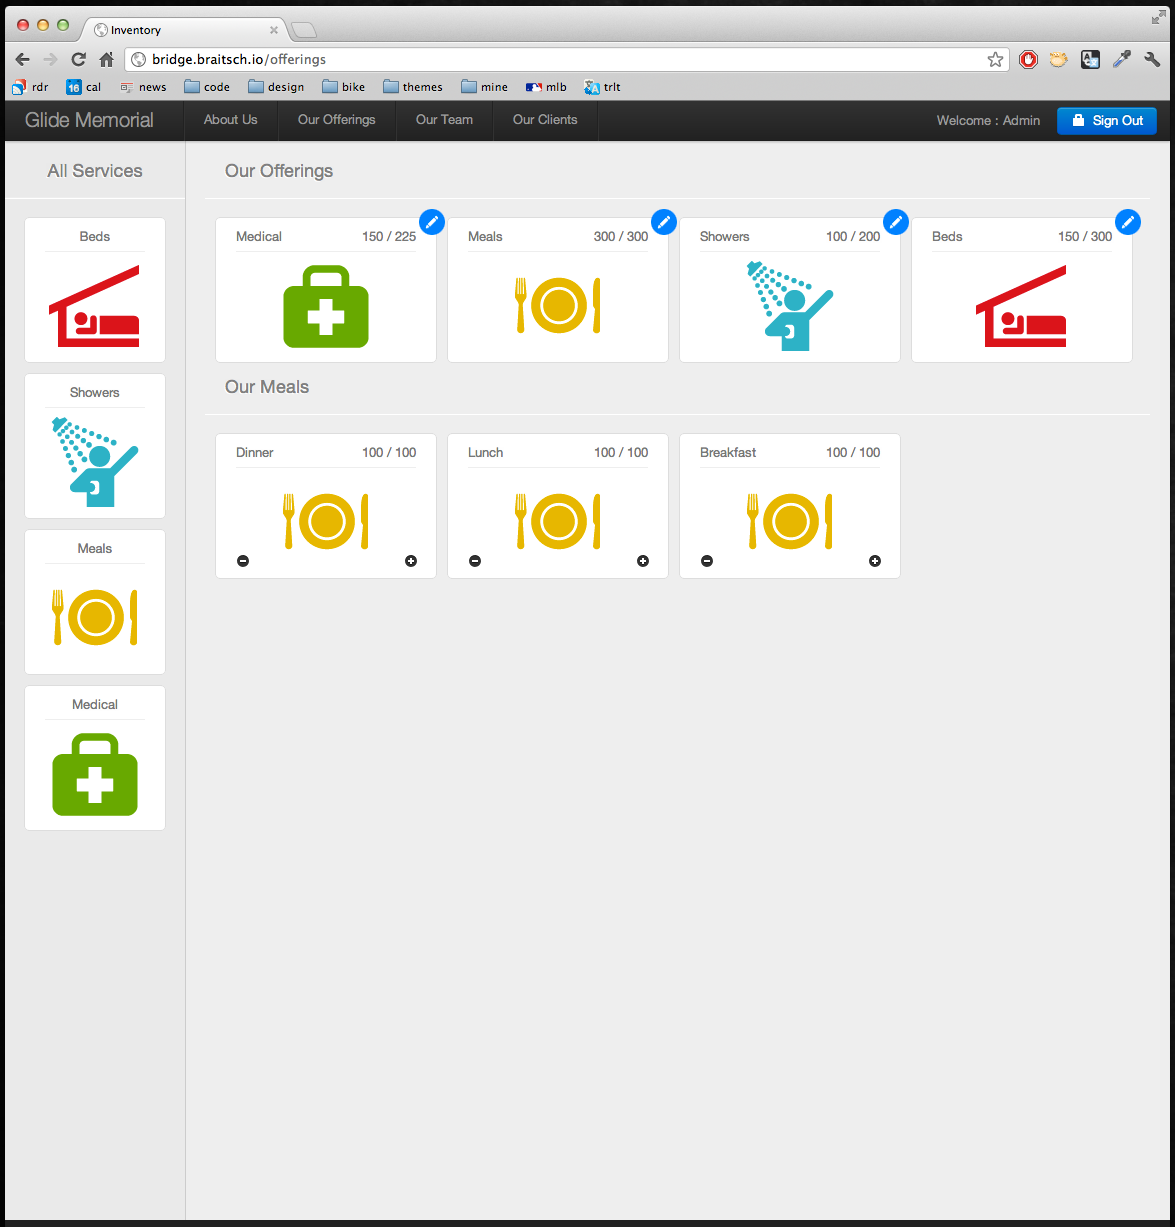 Inventory
bridge.braitsch.io/offerings
rdr 16 cal news code design bike themes mine mlb A trlt
Glide Memorial About Us Our Offerings Our Team Our Clients Welcome : Admin Sign Out
All Services
Beds
Showers
Meals
Medical
Our Offerings
Medical 150 / 225 Meals 300 / 300 Showers 100 / 200 Beds 150 / 300
Our Meals
Dinner 100 / 100 Lunch 100 / 100 Breakfast 100 / 100